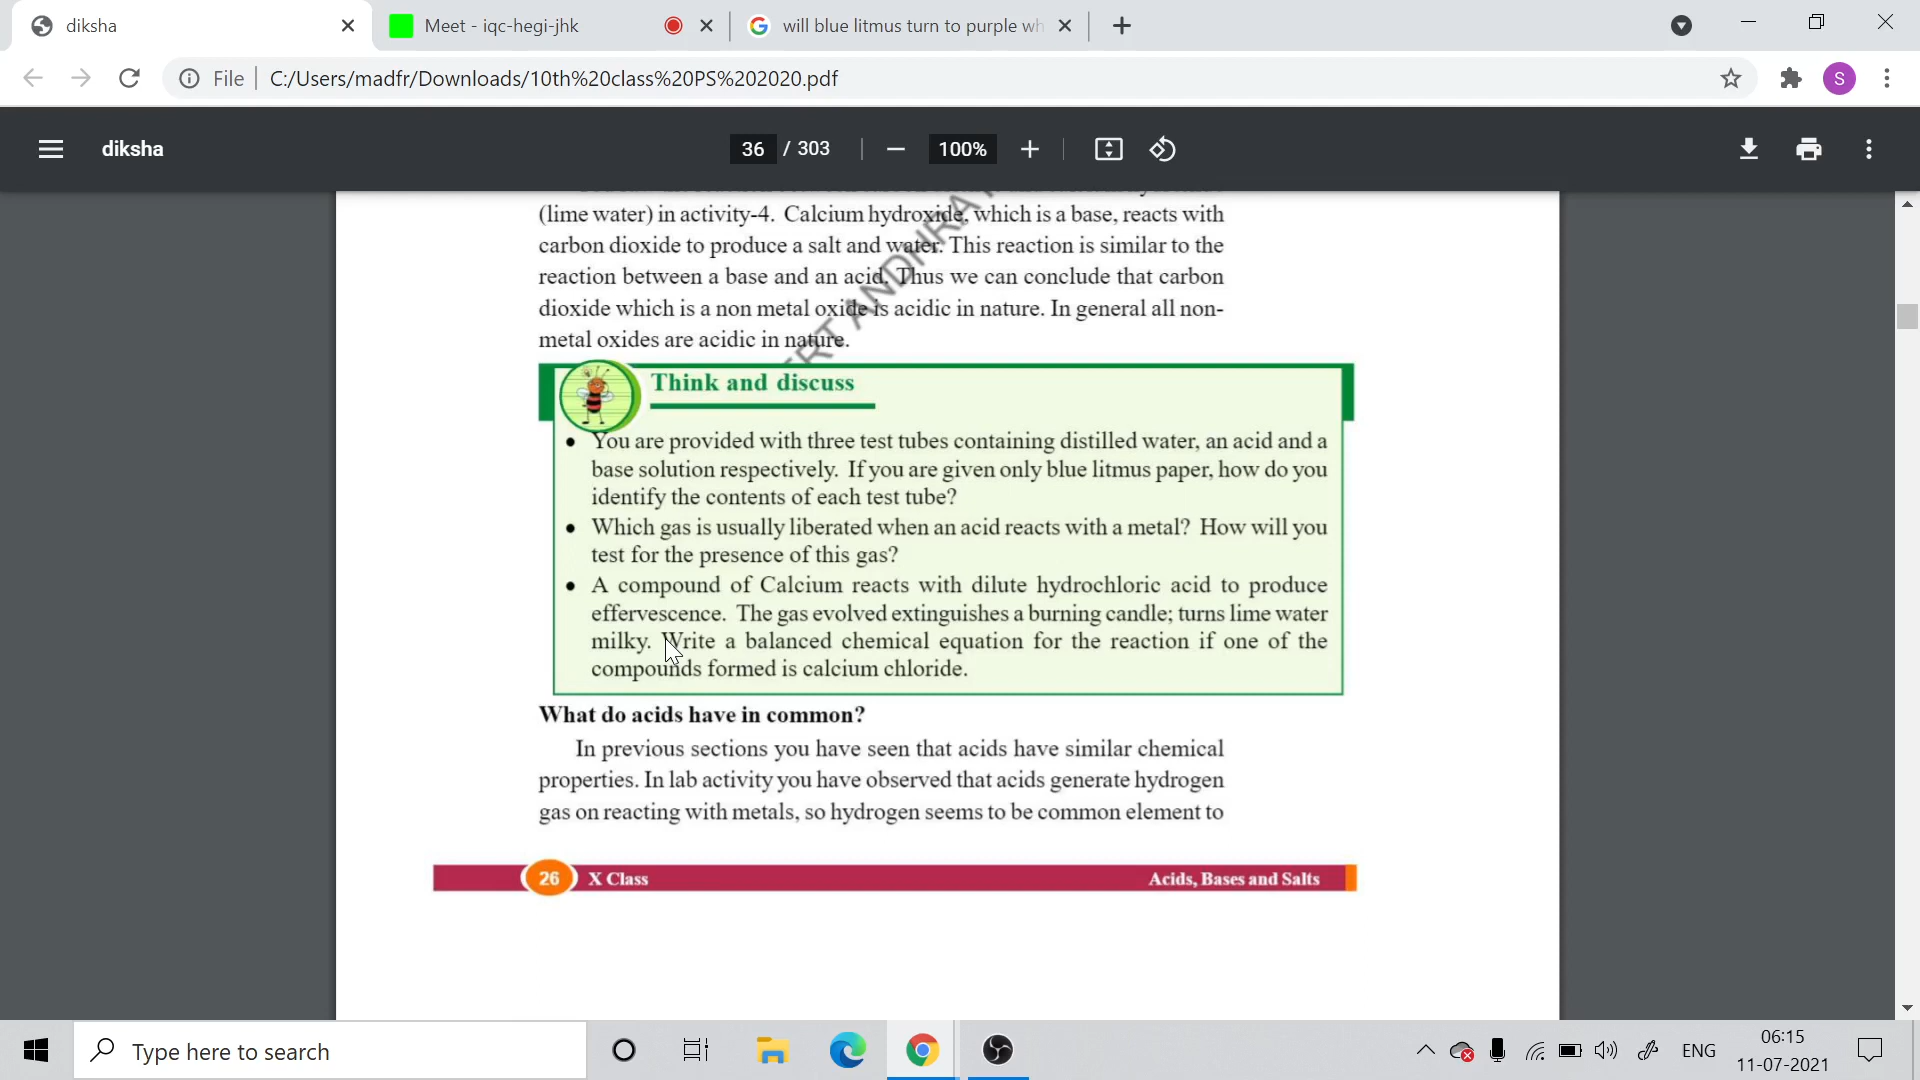 diksha
Meet - iqc-hegi-jhk
will blue litmus turn to purple wh
File
C:/Users/madfr/Downloads/10th%20class%20PS%202020.pdf
S
diksha
36 / 303
100%
(lime water) in activity-4. Calcium hydroxide, which is a base, reacts with
carbon dioxide to produce a salt and water. This reaction is similar to the
reaction between a base and an acid. Thus we can conclude that carbon
dioxide which is a non metal oxide is acidic in nature. In general all non-
metal oxides are acidic in nature.
ERT ANDHRA
Think and discuss
• You are provided with three test tubes containing distilled water, an acid and a
base solution respectively. If you are given only blue litmus paper, how do you
identify the contents of each test tube?
• Which gas is usually liberated when an acid reacts with a metal? How will you
test for the presence of this gas?
• A compound of Calcium reacts with dilute hydrochloric acid to produce
effervescence. The gas evolved extinguishes a burning candle; turns lime water
milky. Write a balanced chemical equation for the reaction if one of the
compounds formed is calcium chloride.
What do acids have in common?
In previous sections you have seen that acids have similar chemical
properties. In lab activity you have observed that acids generate hydrogen
gas on reacting with metals, so hydrogen seems to be common element to
26 X Class
Acids, Bases and Salts
Type here to search
ENG
06:15
11-07-2021